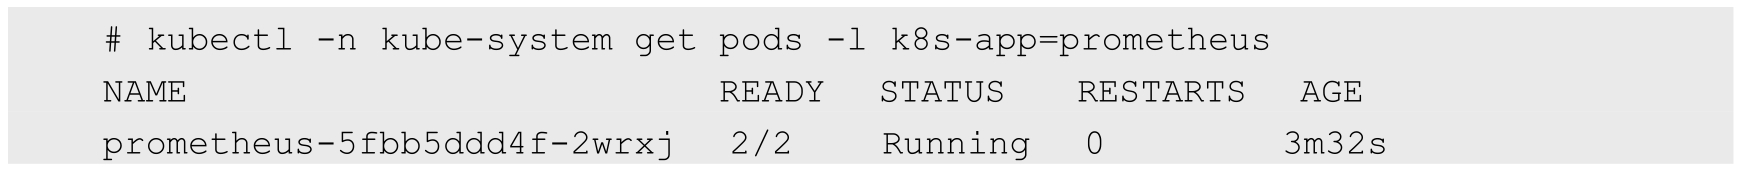 # kubectl -n kube-system get pods -l k8s-app=prometheus
NAME                          READY   STATUS    RESTARTS   AGE
prometheus-5fbb5ddd4f-2wrxj   2/2     Running   0          3m32s